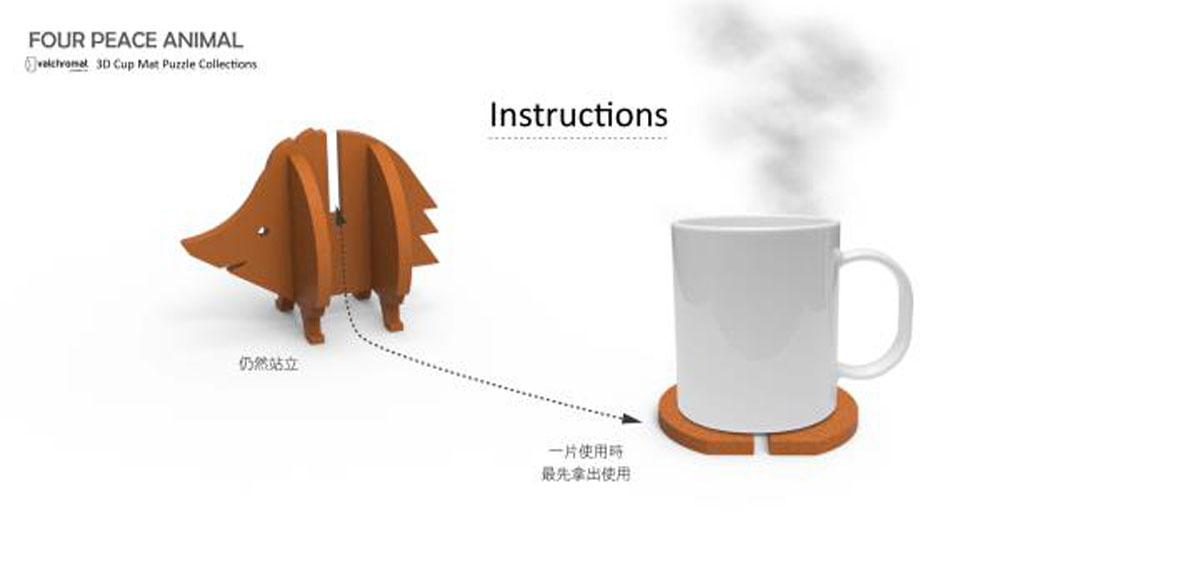 FOUR PEACE ANIMAL
valchromat 3D Cup Mat Puzzle Collections
Instructions
仍然站立
一片使用時
最先拿出使用